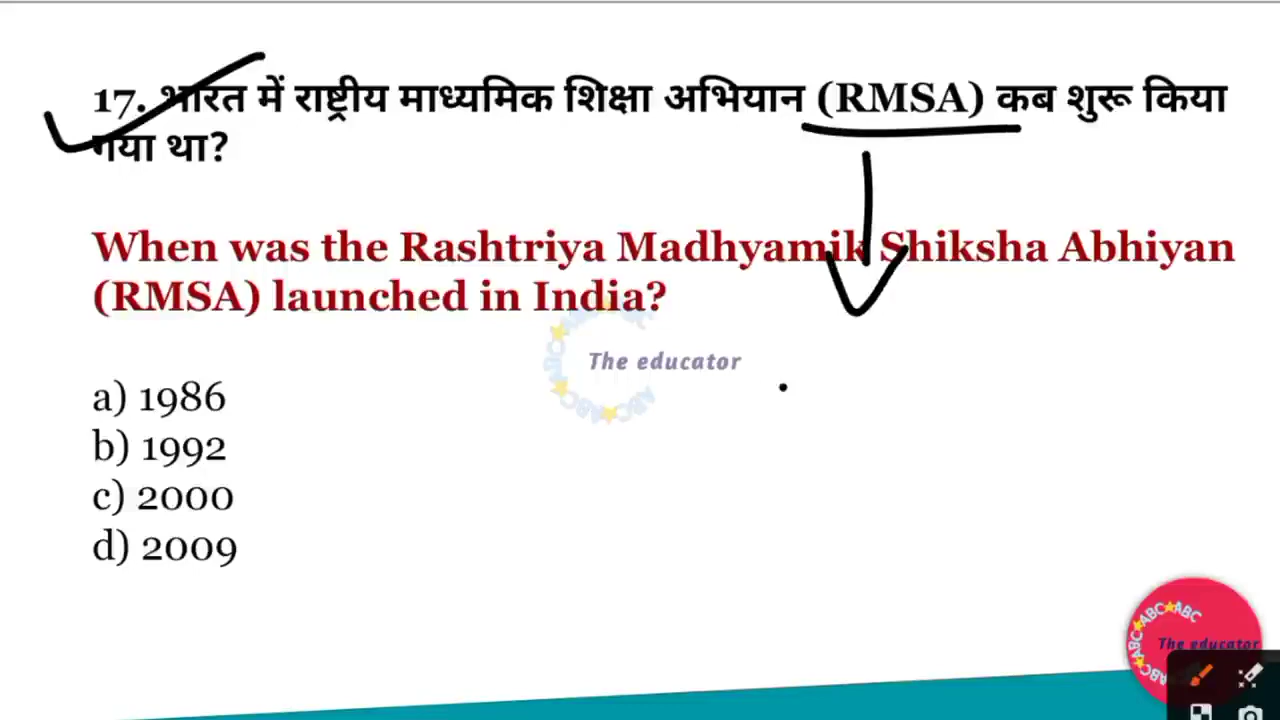 17. भारत में राष्ट्रीय माध्यमिक शिक्षा अभियान (RMSA) कब शुरू किया
गया था?
When was the Rashtriya Madhyamik Shiksha Abhiyan
(RMSA) launched in India?
The educator
a) 1986
b) 1992
c) 2000
d) 2009
ABC ABC ABC ABC
The educator